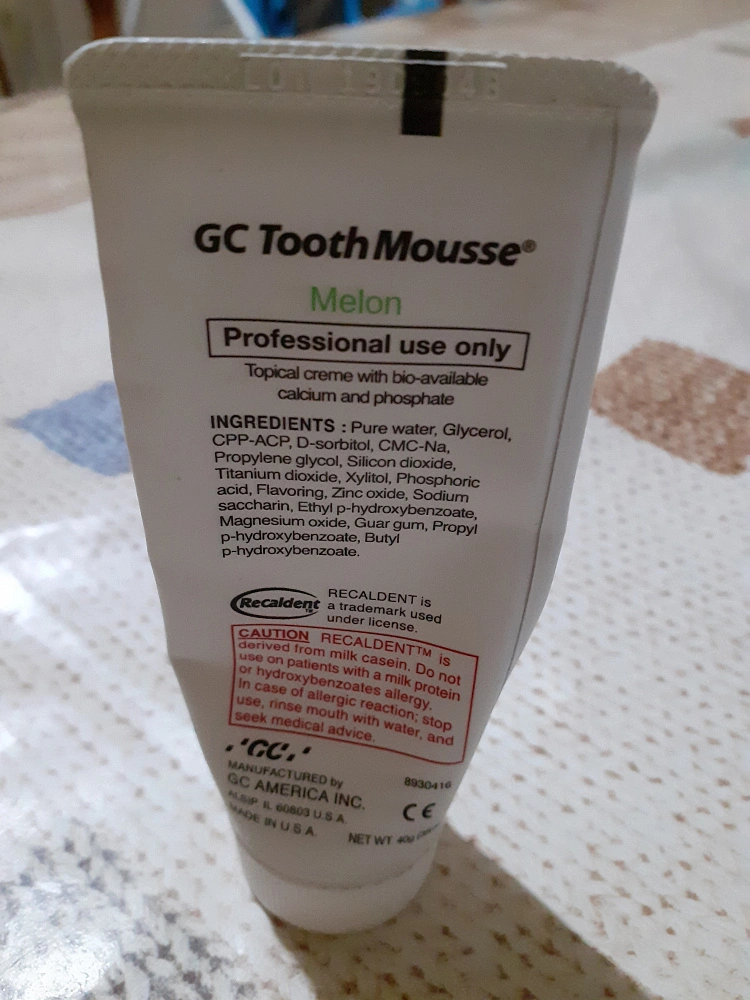 LOT
GC Tooth Mousse®
Melon
Professional use only
Topical creme with bio-available
calcium and phosphate
INGREDIENTS : Pure water, Glycerol,
CPP-ACP, D-sorbitol, CMC-Na,
Propylene glycol, Silicon dioxide,
Titanium dioxide, Xylitol, Phosphoric
acid, Flavoring, Zinc oxide, Sodium
saccharin, Ethyl p-hydroxybenzoate,
Magnesium oxide, Guar gum, Propyl
p-hydroxybenzoate, Butyl
p-hydroxybenzoate.
Recaldent™
RECALDENT is
a trademark used
under license.
CAUTION RECALDENT™ is
derived from milk casein. Do not
use on patients with a milk protein
or hydroxybenzoates allergy.
In case of allergic reaction; stop
use, rinse mouth with water, and
seek medical advice.
GC
MANUFACTURED by
GC AMERICA INC.
ALSIP IL 60803 U.S.A.
MADE IN U.S.A.
8930416
CE
NET WT. 40g